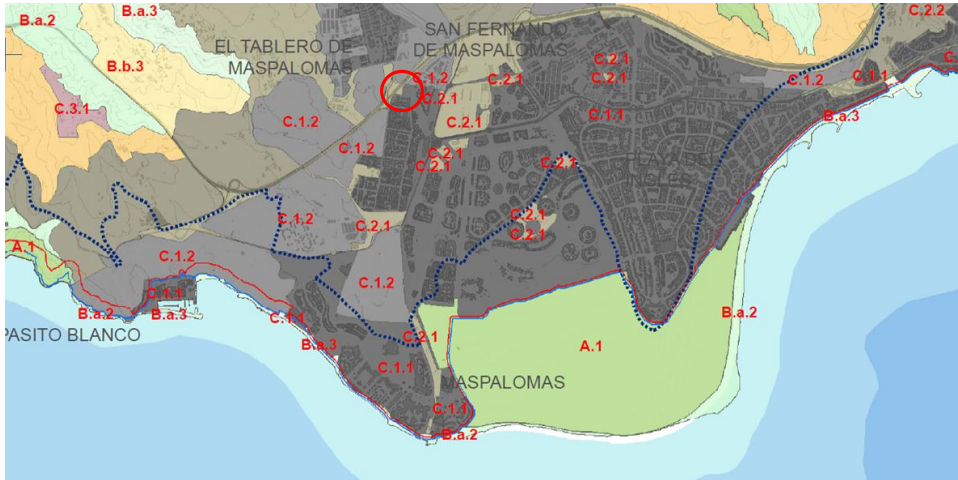 B.a.2
B.a.3
SAN FERNANDO
DE MASPALOMAS
C.2.2
EL TABLERO DE
MASPALOMAS
B.b.3
C.2.1
C.2.1
C.1.2
C.2.1
C.1.2
C.1.1
C.
C.3.1
C.2.1
C.1.1
B.a.3
C.1.2
C.2.1
C.1.2
C.2.1
C.2.1
C.2.1
PLAYA DEL
INGLÉS
C.1.2
C.2.1
C.2.1
C.2.1
A.1
C.1.2
C.1.2
C.1.1
B.a.2
B.a.3
C.1.1
B.a.2
PASITO BLANCO
B.a.3
C.2.1
A.1
C.1.1
MASPALOMAS
C.1.1
B.a.2